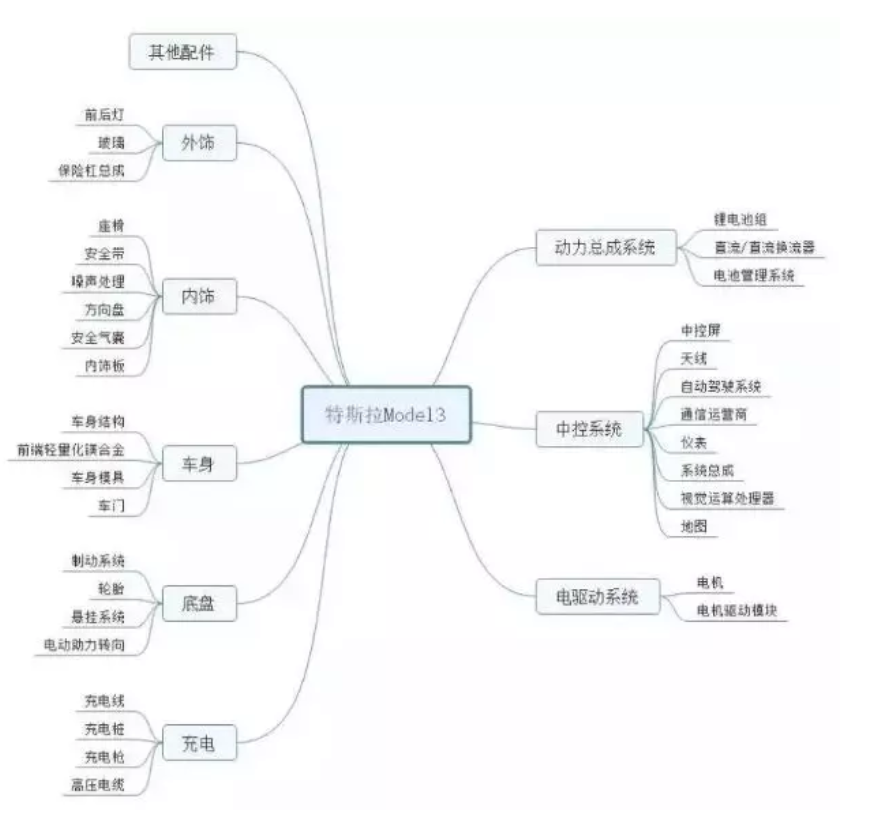 其他配件
外饰
前后灯
玻璃
保险杠总成
内饰
座椅
安全带
噪声处理
方向盘
安全气囊
内饰板
车身
车身结构
前端轻量化镁合金
车身模具
车门
底盘
制动系统
轮胎
悬挂系统
电动助力转向
充电
充电线
充电桩
充电枪
高压电缆
特斯拉Model3
动力总成系统
锂电池组
直流/直流换流器
电池管理系统
中控系统
中控屏
天线
自动驾驶系统
通信运营商
仪表
系统总成
视觉运算处理器
地图
电驱动系统
电机
电机驱动模块